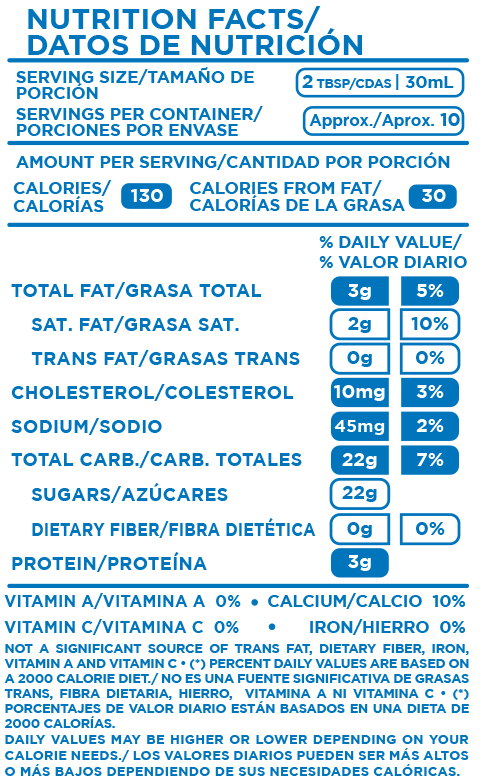 NUTRITION FACTS/
DATOS DE NUTRICIÓN
SERVING SIZE/TAMAÑO DE
PORCIÓN
2 TBSP/CDAS | 30mL
SERVINGS PER CONTAINER/
PORCIONES POR ENVASE
Approx./Aprox. 10
AMOUNT PER SERVING/CANTIDAD POR PORCIÓN
CALORIES/
CALORÍAS
130
CALORIES FROM FAT/
CALORÍAS DE LA GRASA
30
% DAILY VALUE/
% VALOR DIARIO
TOTAL FAT/GRASA TOTAL 3g 5%
SAT. FAT/GRASA SAT. 2g 10%
TRANS FAT/GRASAS TRANS 0g 0%
CHOLESTEROL/COLESTEROL 10mg 3%
SODIUM/SODIO 45mg 2%
TOTAL CARB./CARB. TOTALES 22g 7%
SUGARS/AZÚCARES 22g
DIETARY FIBER/FIBRA DIETÉTICA 0g 0%
PROTEIN/PROTEÍNA 3g
VITAMIN A/VITAMINA A 0% • CALCIUM/CALCIO 10%
VITAMIN C/VITAMINA C 0% • IRON/HIERRO 0%
NOT A SIGNIFICANT SOURCE OF TRANS FAT, DIETARY FIBER, IRON,
VITAMIN A AND VITAMIN C • (*) PERCENT DAILY VALUES ARE BASED ON
A 2000 CALORIE DIET./ NO ES UNA FUENTE SIGNIFICATIVA DE GRASAS
TRANS, FIBRA DIETARIA, HIERRO, VITAMINA A NI VITAMINA C • (*)
PORCENTAJES DE VALOR DIARIO ESTÁN BASADOS EN UNA DIETA DE
2000 CALORÍAS.
DAILY VALUES MAY BE HIGHER OR LOWER DEPENDING ON YOUR
CALORIE NEEDS./ LOS VALORES DIARIOS PUEDEN SER MÁS ALTOS
O MÁS BAJOS DEPENDIENDO DE SUS NECESIDADES CALÓRICAS.